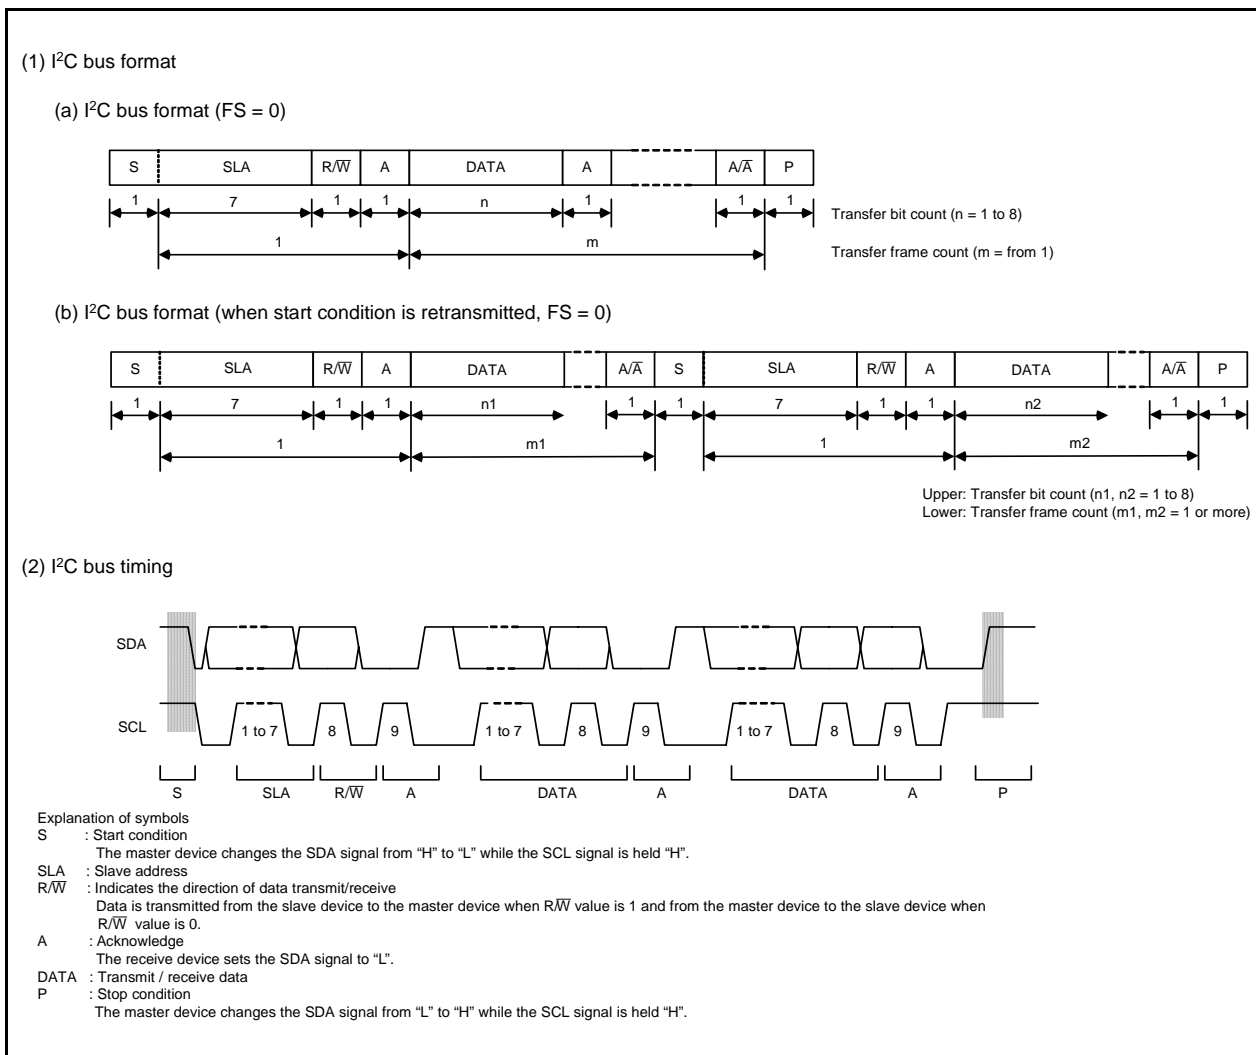 (1) I²C bus format
(a) I²C bus format (FS = 0)
S SLA R/W̅ A DATA A A/A̅ P
1 7 1 1 n 1 1 1
Transfer bit count (n = 1 to 8)
1 m
Transfer frame count (m = from 1)
(b) I²C bus format (when start condition is retransmitted, FS = 0)
S SLA R/W̅ A DATA A/A̅ S SLA R/W̅ A DATA A/A̅ P
1 7 1 1 n1 1 1 7 1 1 n2 1 1
1 m1 1 m2
Upper: Transfer bit count (n1, n2 = 1 to 8)
Lower: Transfer frame count (m1, m2 = 1 or more)
(2) I²C bus timing
SDA
SCL 1 to 7 8 9 1 to 7 8 9 1 to 7 8 9
S SLA R/W̅ A DATA A DATA A P
Explanation of symbols
S : Start condition
The master device changes the SDA signal from “H” to “L” while the SCL signal is held “H”.
SLA : Slave address
R/W̅ : Indicates the direction of data transmit/receive
Data is transmitted from the slave device to the master device when R/W̅ value is 1 and from the master device to the slave device when
R/W̅ value is 0.
A : Acknowledge
The receive device sets the SDA signal to “L”.
DATA : Transmit / receive data
P : Stop condition
The master device changes the SDA signal from “L” to “H” while the SCL signal is held “H”.